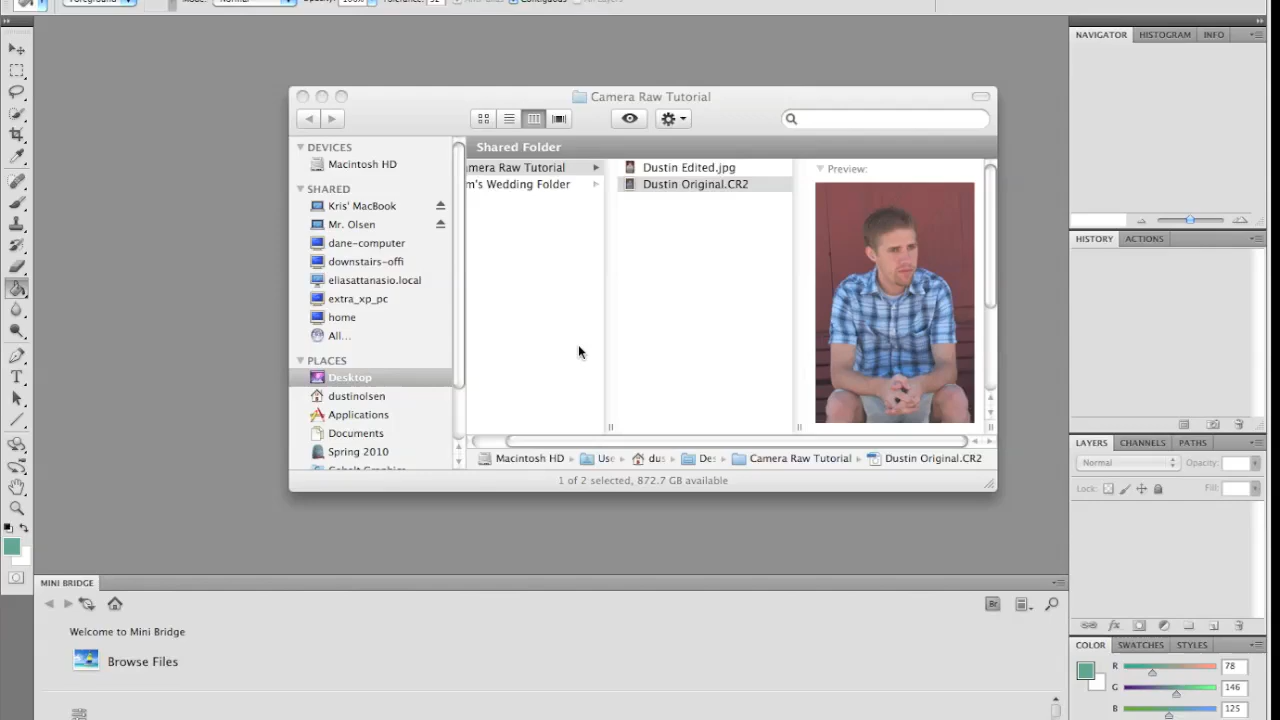 NAVIGATOR HISTOGRAM INFO
Camera Raw Tutorial
Shared Folder
DEVICES
Macintosh HD
SHARED
Kris' MacBook
Mr. Olsen
dane-computer
downstairs-offi
eliasattanasio.local
extra_xp_pc
home
All...
PLACES
Desktop
dustinolsen
Applications
Documents
Spring 2010
amera Raw Tutorial
m's Wedding Folder
Dustin Edited.jpg
Dustin Original.CR2
Preview:
Macintosh HD Use dus Des Camera Raw Tutorial Dustin Original.CR2
1 of 2 selected, 872.7 GB available
HISTORY ACTIONS
LAYERS CHANNELS PATHS
Normal Opacity:
Lock: Fill:
MINI BRIDGE
Br
Welcome to Mini Bridge
Browse Files
COLOR SWATCHES STYLES
R 78
G 146
B 125